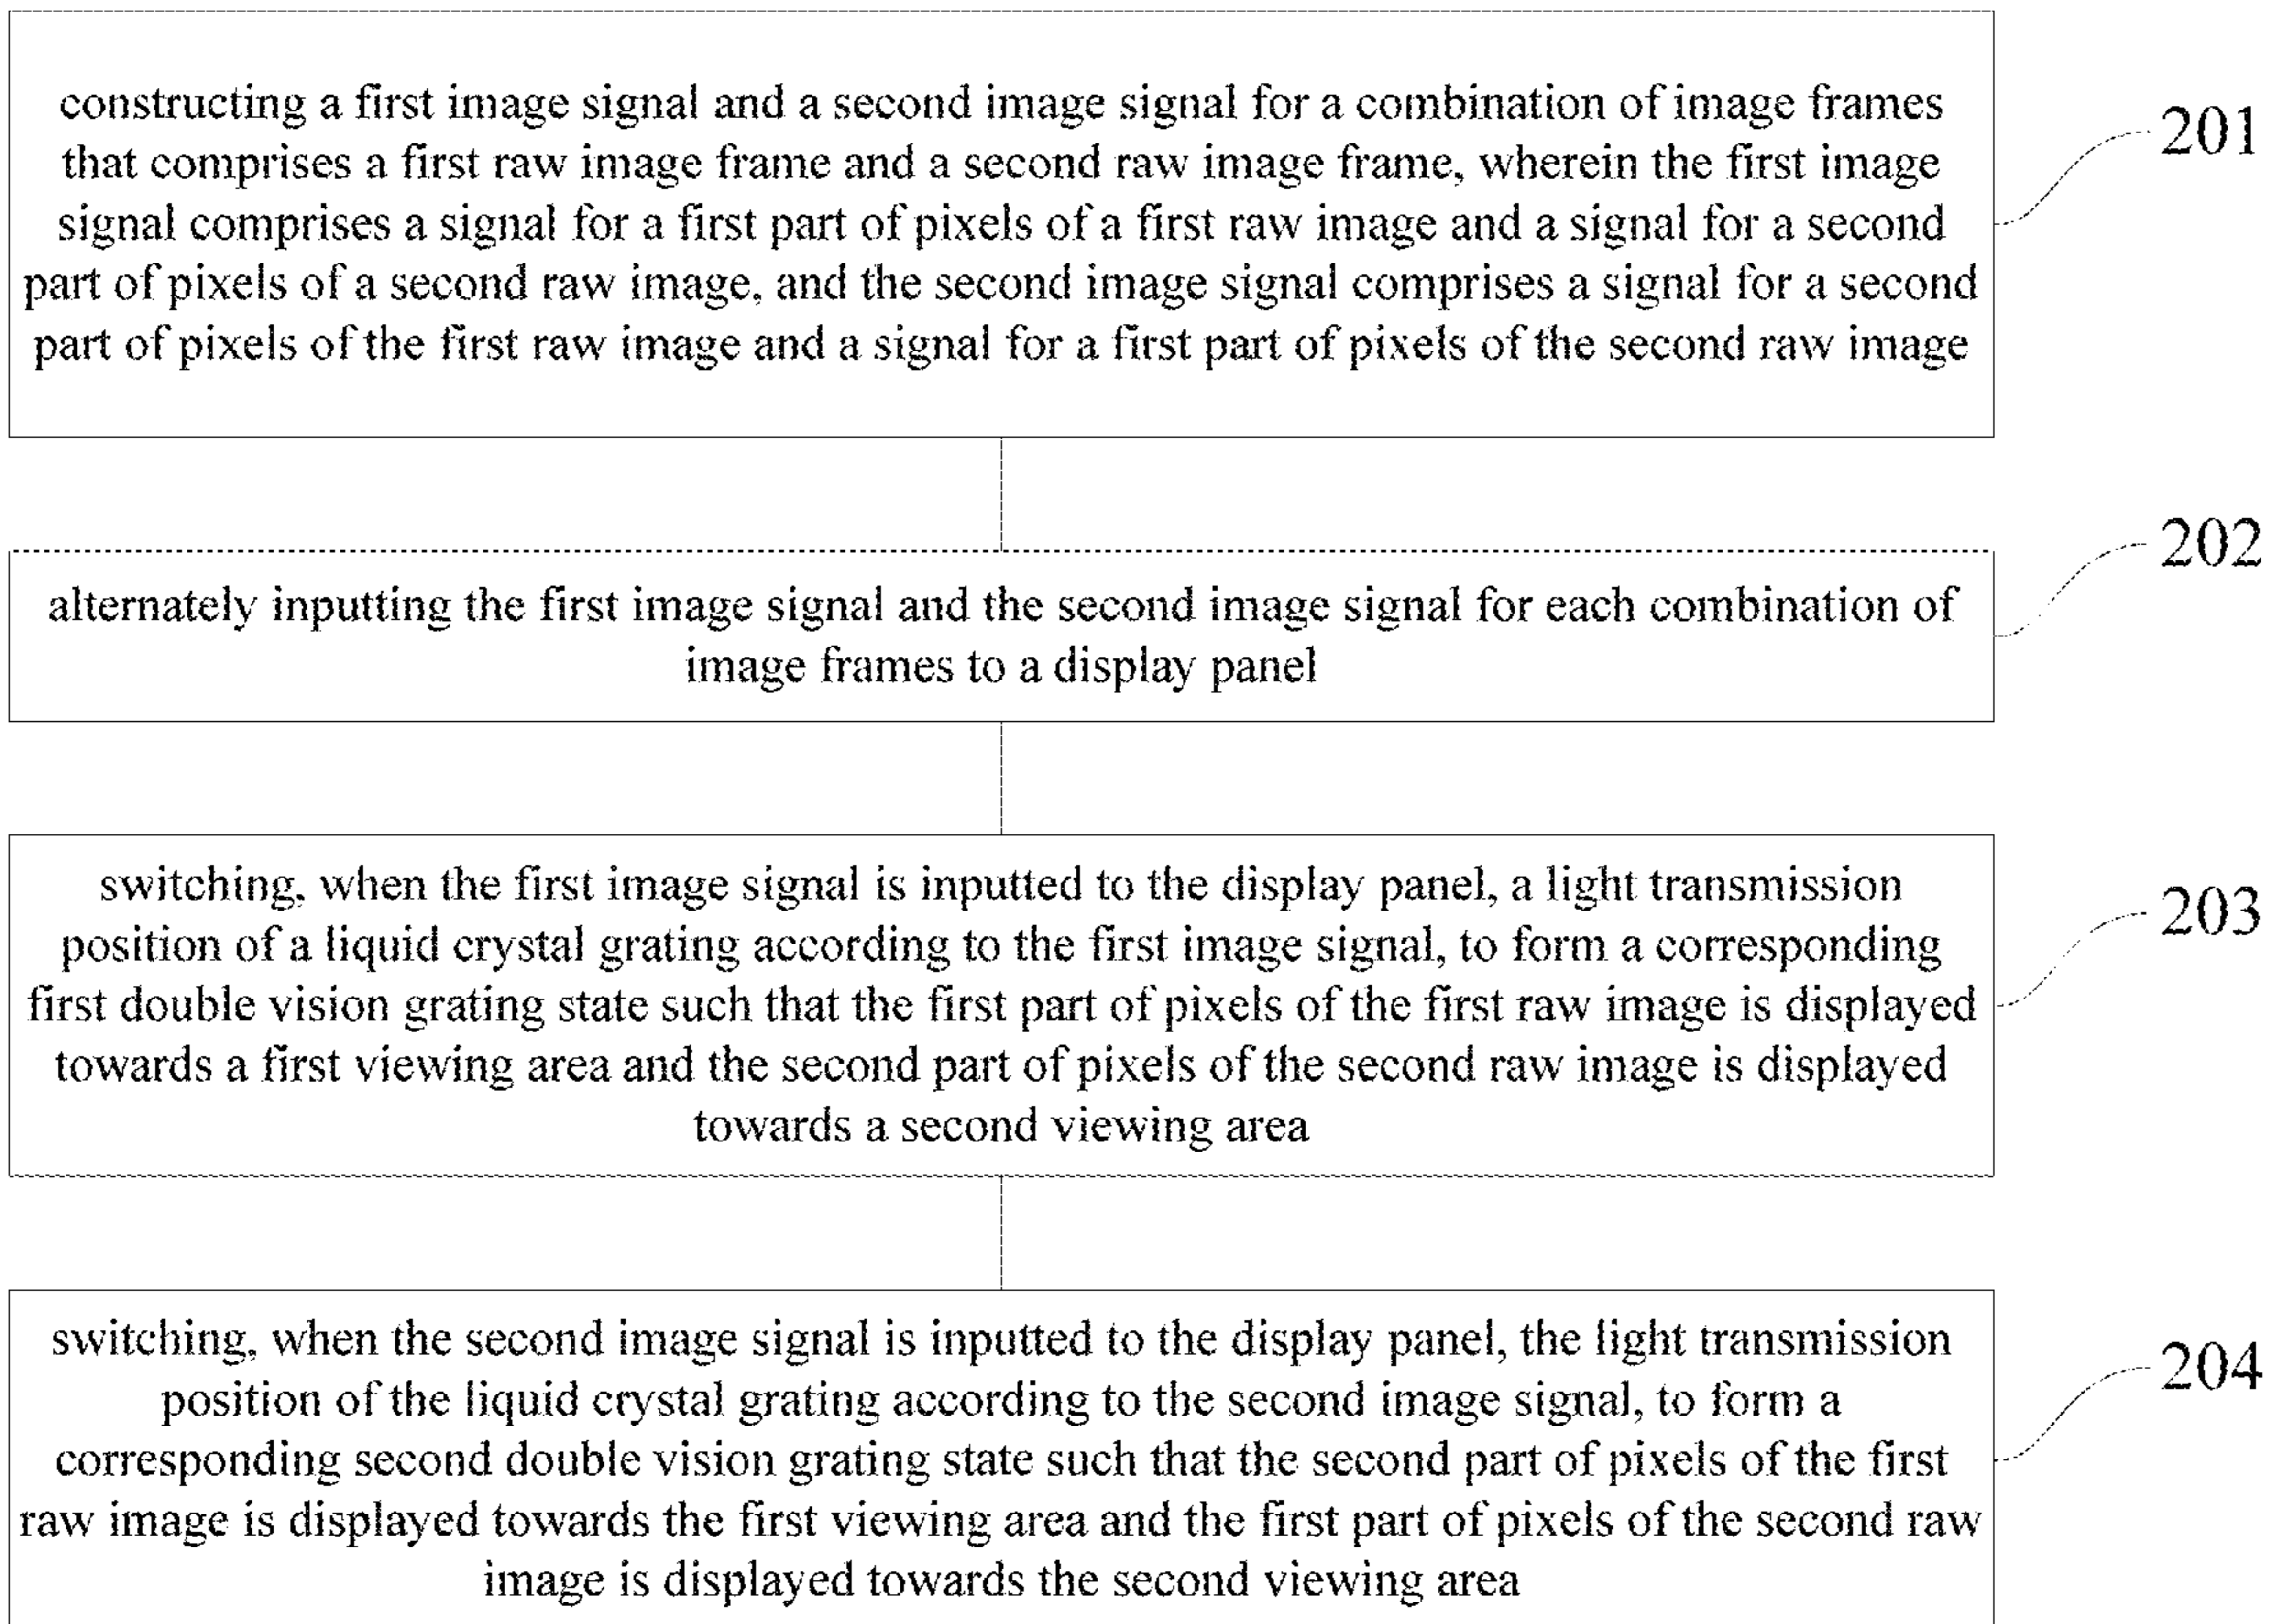 constructing a first image signal and a second image signal for a combination of image frames
that comprises a first raw image frame and a second raw image frame, wherein the first image
signal comprises a signal for a first part of pixels of a first raw image and a signal for a second
part of pixels of a second raw image, and the second image signal comprises a signal for a second
part of pixels of the first raw image and a signal for a first part of pixels of the second raw image
201
alternately inputting the first image signal and the second image signal for each combination of
image frames to a display panel
202
switching, when the first image signal is inputted to the display panel, a light transmission
position of a liquid crystal grating according to the first image signal, to form a corresponding
first double vision grating state such that the first part of pixels of the first raw image is displayed
towards a first viewing area and the second part of pixels of the second raw image is displayed
towards a second viewing area
203
switching, when the second image signal is inputted to the display panel, the light transmission
position of the liquid crystal grating according to the second image signal, to form a
corresponding second double vision grating state such that the second part of pixels of the first
raw image is displayed towards the first viewing area and the first part of pixels of the second raw
image is displayed towards the second viewing area
204